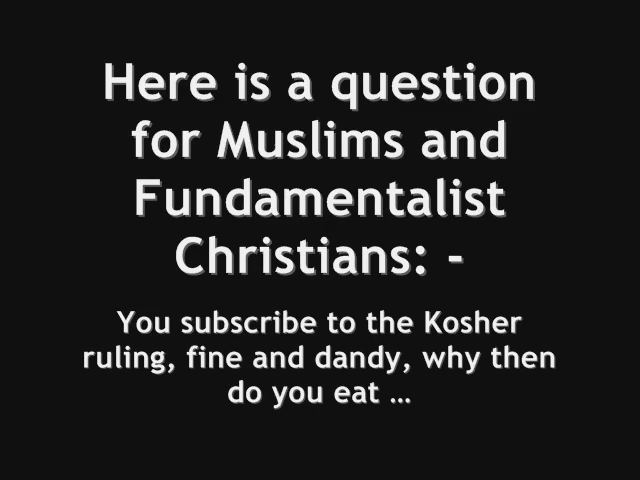 Here is a question
for Muslims and
Fundamentalist
Christians: -
You subscribe to the Kosher
ruling, fine and dandy, why then
do you eat ...